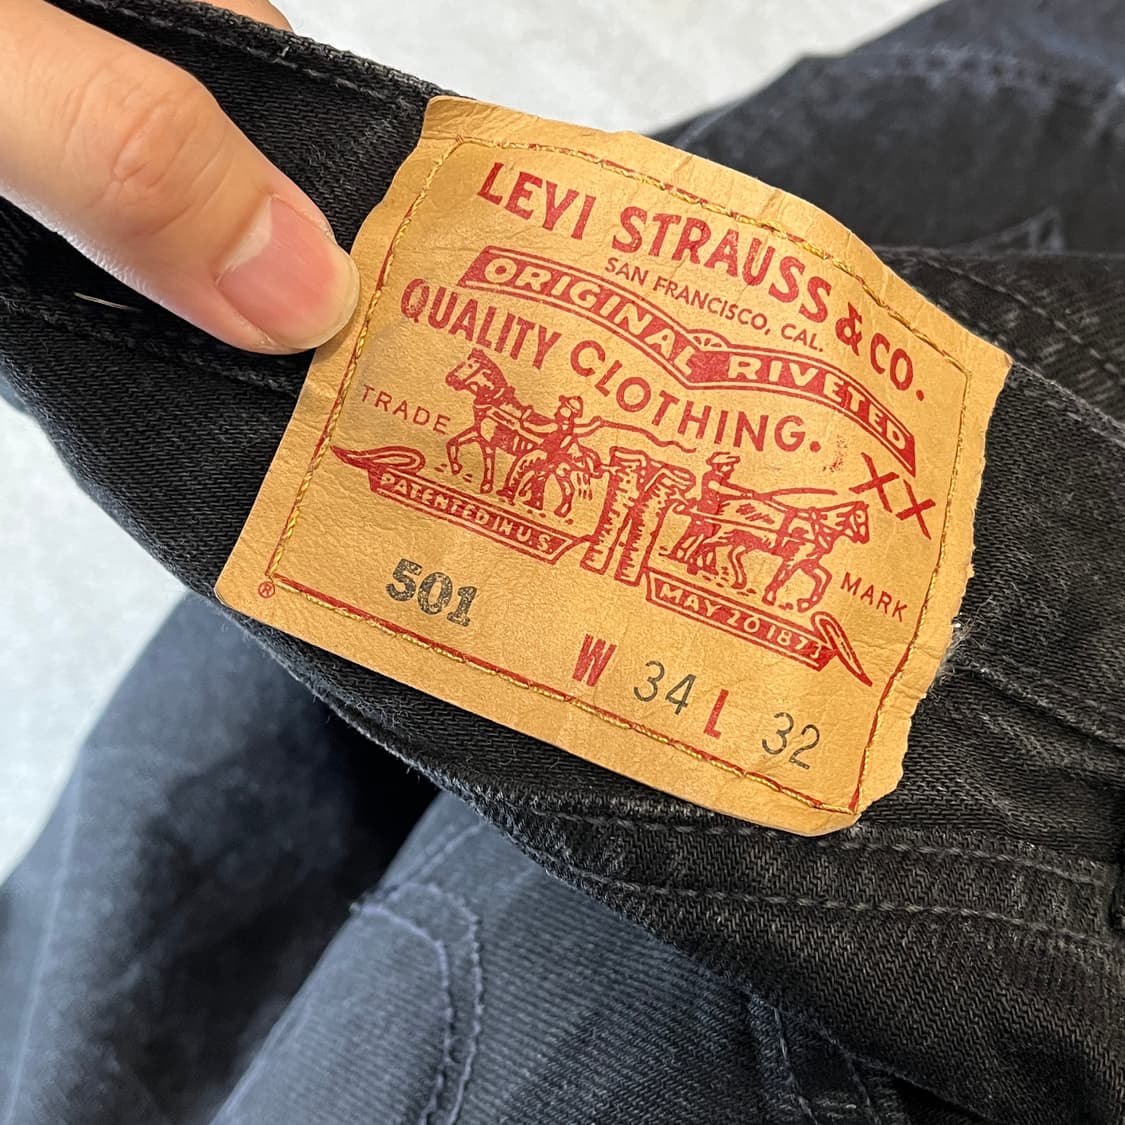 LEVI STRAUSS & CO.
SAN FRANCISCO, CAL.
ORIGINAL RIVETED
QUALITY CLOTHING.
XX
TRADE MARK
PATENTED IN U.S. MAY 20 1873
501
W 34 L 32
®